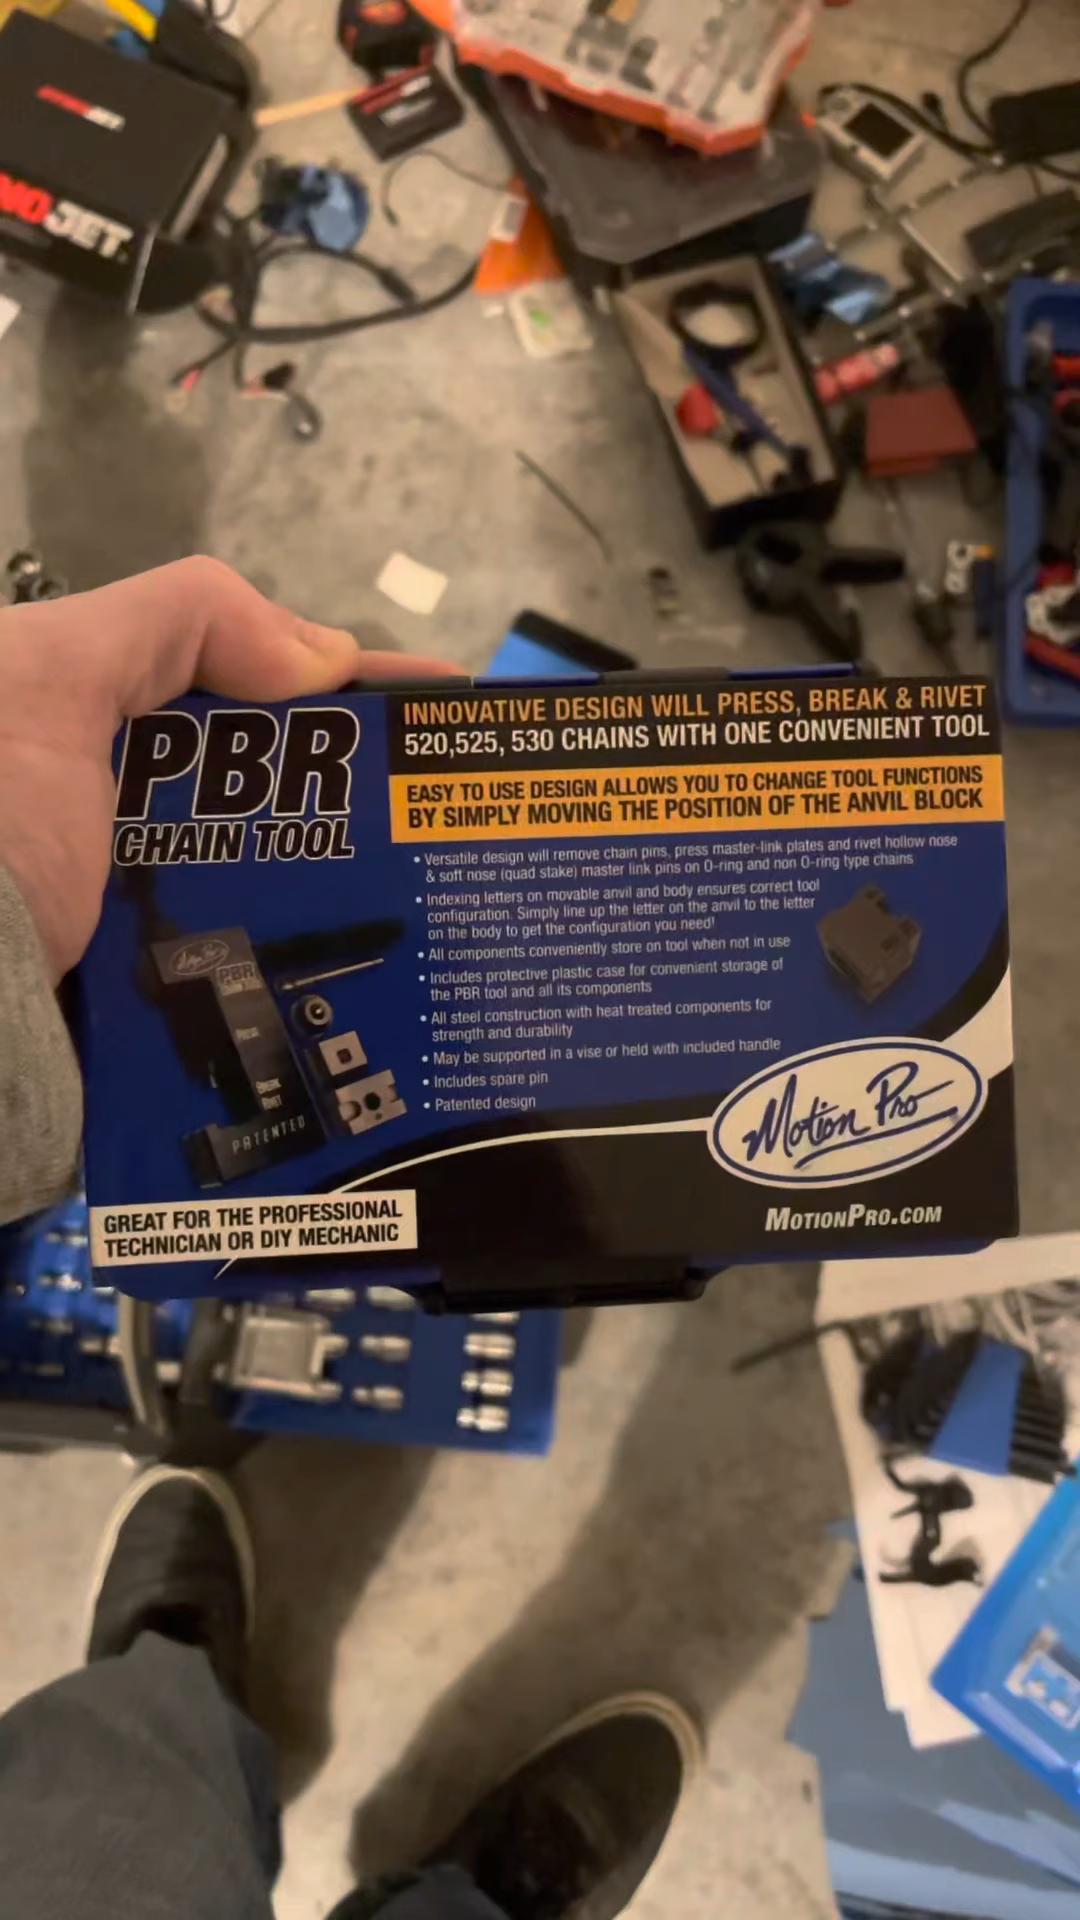 JET
PBR
CHAIN TOOL
INNOVATIVE DESIGN WILL PRESS, BREAK & RIVET
520,525, 530 CHAINS WITH ONE CONVENIENT TOOL
EASY TO USE DESIGN ALLOWS YOU TO CHANGE TOOL FUNCTIONS
BY SIMPLY MOVING THE POSITION OF THE ANVIL BLOCK
• Versatile design will remove chain pins, press master-link plates and rivet hollow nose
& soft nose (quad stake) master link pins on O-ring and non O-ring type chains
• Indexing letters on movable anvil and body ensures correct tool
configuration. Simply line up the letter on the anvil to the letter
on the body to get the configuration you need!
• All components conveniently store on tool when not in use
• Includes protective plastic case for convenient storage of
the PBR tool and all its components
• All steel construction with heat treated components for
strength and durability
• May be supported in a vise or held with included handle
• Includes spare pin
• Patented design
Motion Pro
PBR
PRESS
BREAK
RIVET
PATENTED
Motion Pro
MOTIONPRO.COM
GREAT FOR THE PROFESSIONAL
TECHNICIAN OR DIY MECHANIC